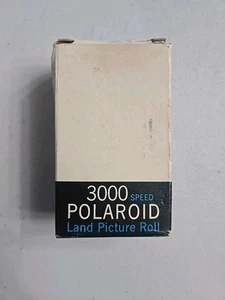 3000 SPEED
POLAROID
Land Picture Roll